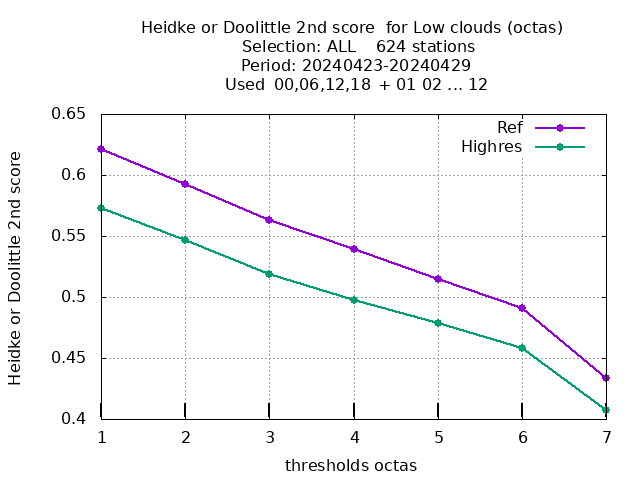 Heidke or Doolittle 2nd score  for Low clouds (octas)
Selection: ALL    624 stations
Period: 20240423-20240429
Used  00,06,12,18 + 01 02 ... 12
Heidke or Doolittle 2nd score
0.65
0.6
0.55
0.5
0.45
0.4
Ref
Highres
1 2 3 4 5 6 7
thresholds octas